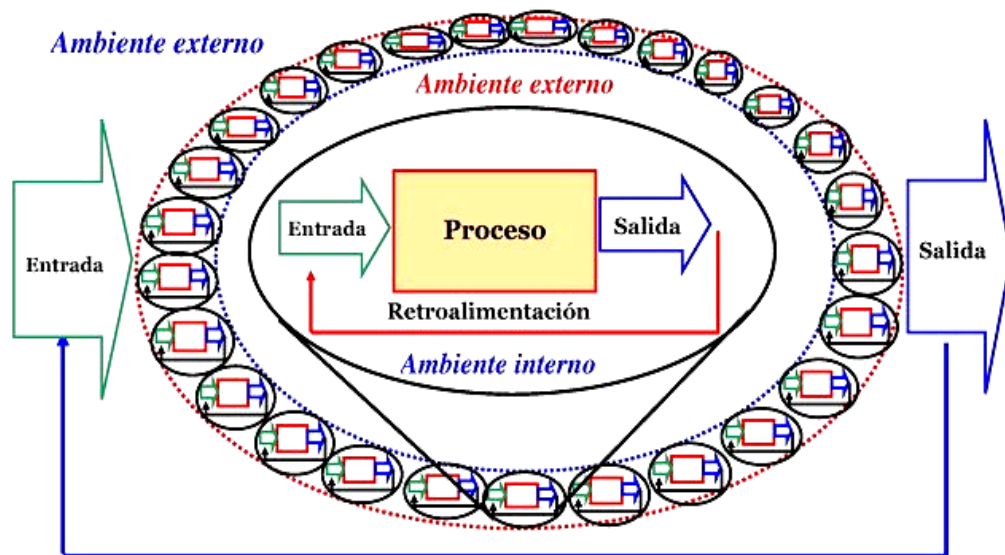 Ambiente externo
Ambiente externo
Entrada
Entrada
Proceso
Salida
Salida
Retroalimentación
Ambiente interno